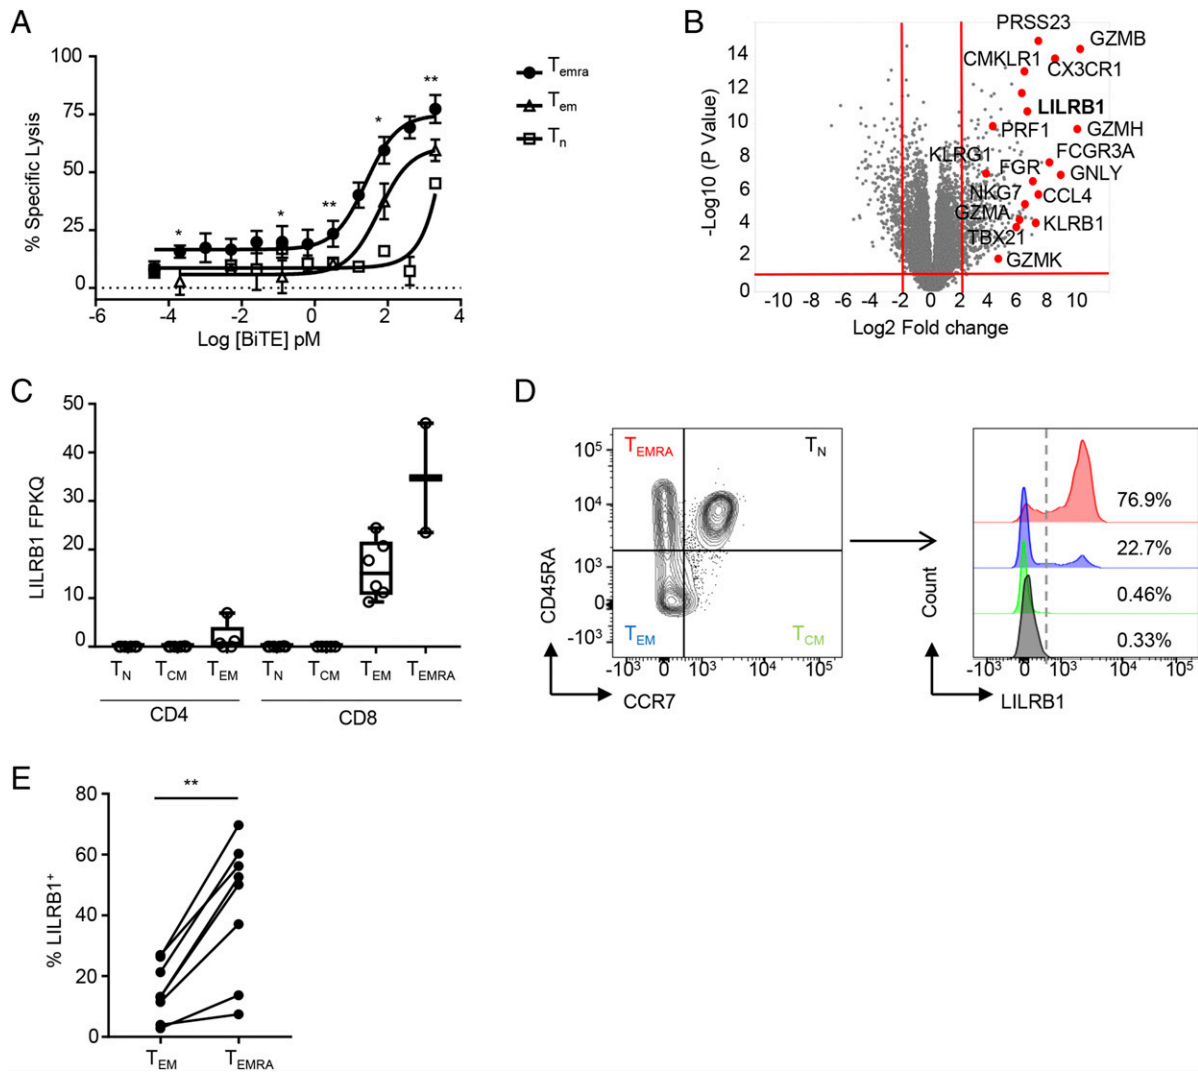 A
100
75
50
25
0
% Specific Lysis
-6
-4
-2
0
2
4
Log [BiTE] pM
*
*
**
*
**
Temra
Tem
Tn
B
14
12
10
8
6
4
2
0
-Log10 (P Value)
-10 -8 -6 -4 -2 0 2 4 6 8 10
Log2 Fold change
PRSS23
GZMB
CMKLR1
CX3CR1
LILRB1
PRF1
GZMH
KLRG1
FCGR3A
FGR
GNLY
NKG7
CCL4
GZMA
KLRB1
TBX21
GZMK
C
50
40
30
20
10
0
LILRB1 FPKQ
TN TCM TEM TN TCM TEM TEMRA
CD4 CD8
D
TEMRA
TN
TEM
TCM
10⁵
10⁴
10³
0
-10³
CD45RA
-10³ 0 10³ 10⁴ 10⁵
CCR7
76.9%
22.7%
0.46%
0.33%
Count
-10³ 0 10³ 10⁴ 10⁵
LILRB1
E
**
80
60
40
20
0
% LILRB1⁺
TEM TEMRA